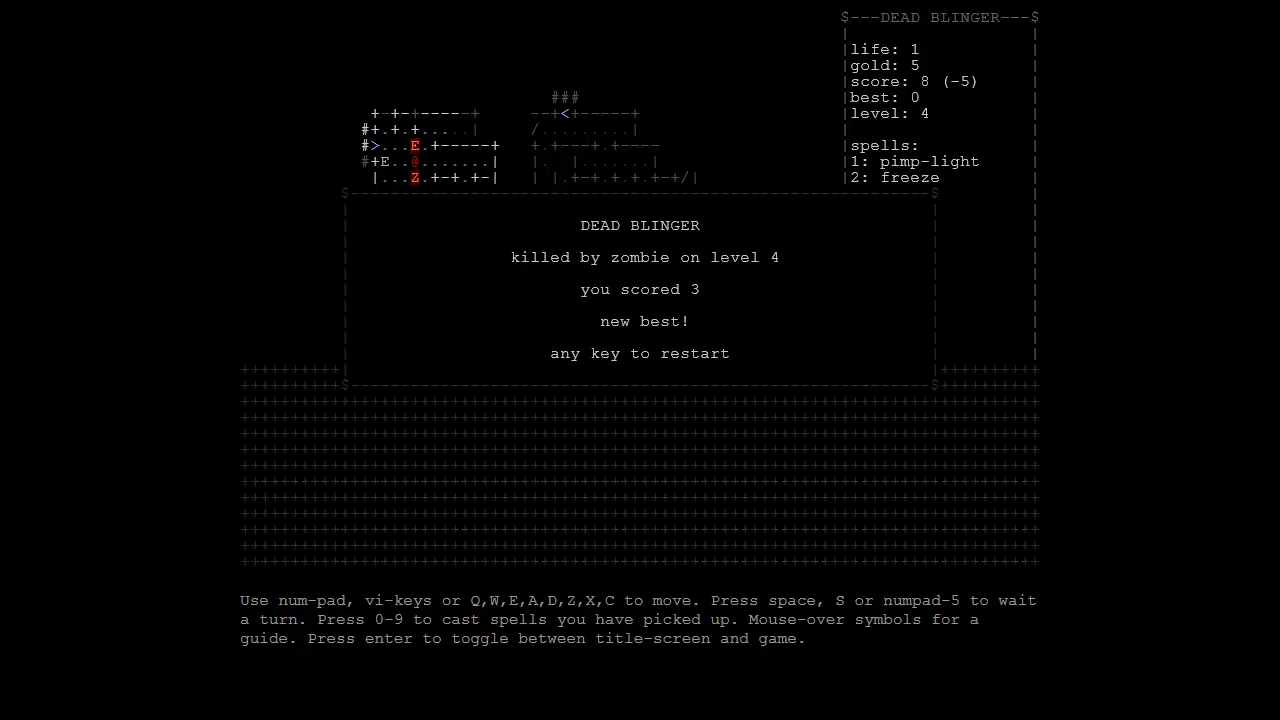 $---DEAD BLINGER---$
life: 1
gold: 5
score: 8 (-5)
best: 0
level: 4
spells:
1: pimp-light
2: freeze
DEAD BLINGER
killed by zombie on level 4
you scored 3
new best!
any key to restart
Use num-pad, vi-keys or Q,W,E,A,D,Z,X,C to move. Press space, S or numpad-5 to wait
a turn. Press 0-9 to cast spells you have picked up. Mouse-over symbols for a
guide. Press enter to toggle between title-screen and game.